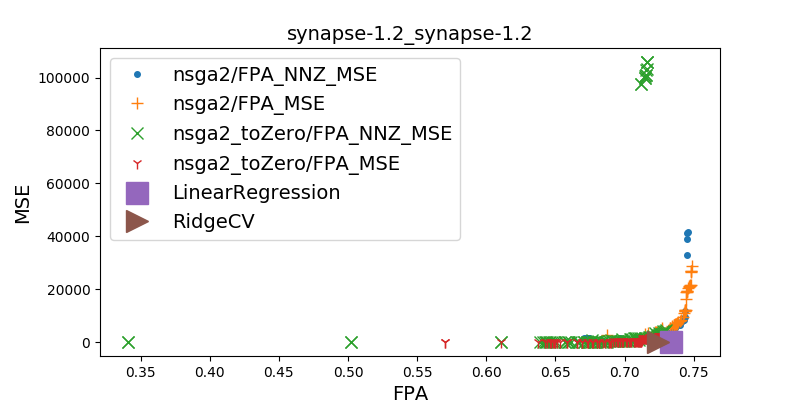 synapse-1.2_synapse-1.2
100000
80000
60000
40000
20000
0
MSE
nsga2/FPA_NNZ_MSE
nsga2/FPA_MSE
nsga2_toZero/FPA_NNZ_MSE
nsga2_toZero/FPA_MSE
LinearRegression
RidgeCV
0.35 0.40 0.45 0.50 0.55 0.60 0.65 0.70 0.75
FPA